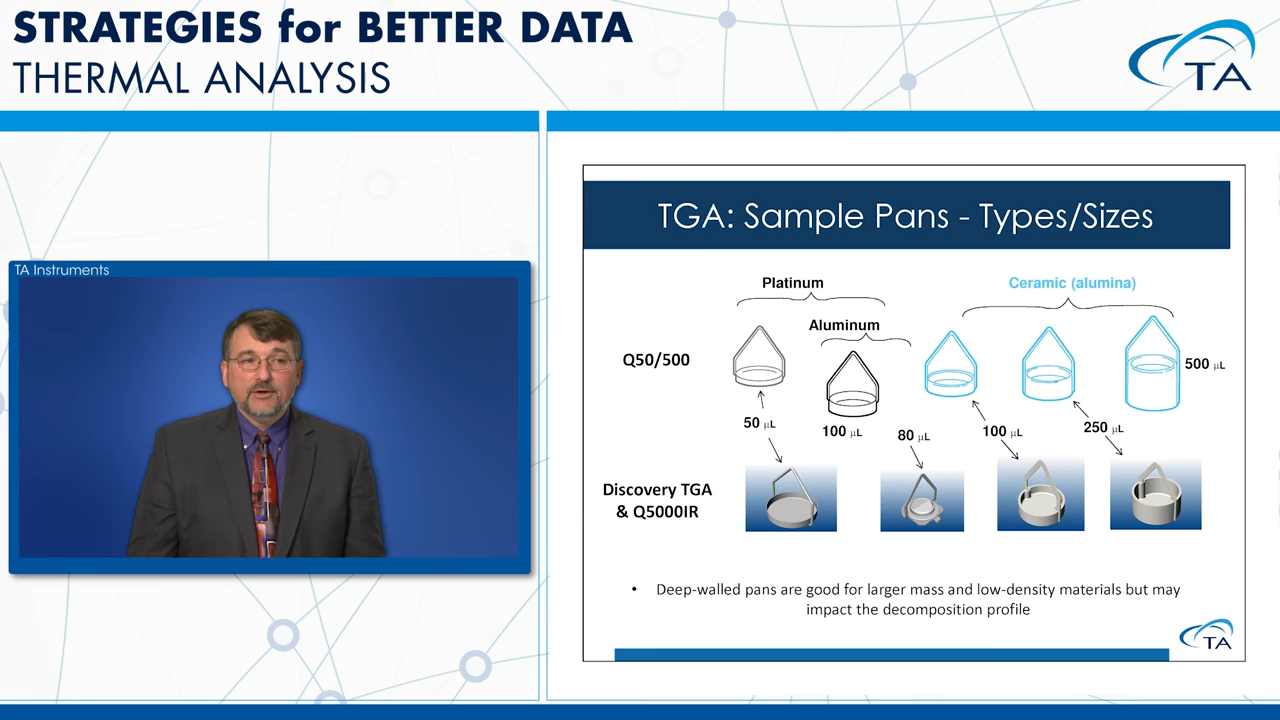 STRATEGIES for BETTER DATA
THERMAL ANALYSIS
TA
TA Instruments
TGA: Sample Pans - Types/Sizes
Platinum
Ceramic (alumina)
Aluminum
Q50/500
500 µL
50 µL
100 µL
80 µL
100 µL
250 µL
Discovery TGA
& Q5000IR
• Deep-walled pans are good for larger mass and low-density materials but may
impact the decomposition profile
TA